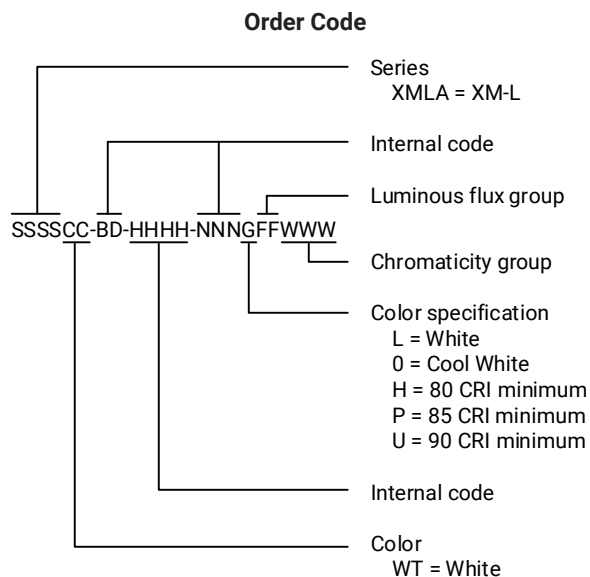 Order Code
Series
XMLA = XM-L
Internal code
Luminous flux group
SSSSCC-BD-HHHH-NNNGFFWWW
Chromaticity group
Color specification
L = White
0 = Cool White
H = 80 CRI minimum
P = 85 CRI minimum
U = 90 CRI minimum
Internal code
Color
WT = White